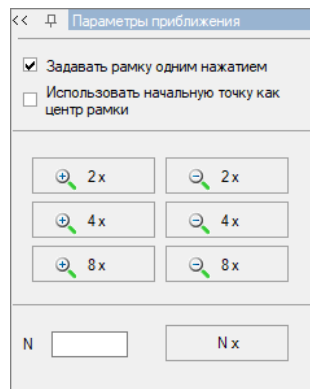 << Параметры приближения
Задавать рамку одним нажатием
Использовать начальную точку как
центр рамки
2 x 2 x
4 x 4 x
8 x 8 x
N N x